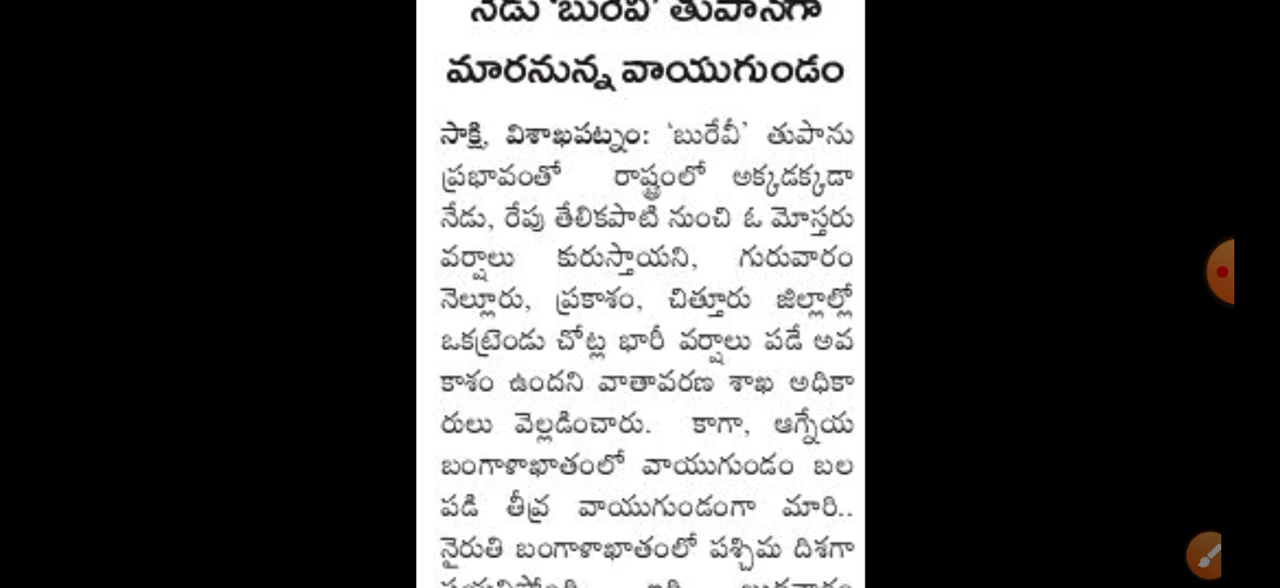 నేడు 'బురేవి' తుపానుగా
మారనున్న వాయుగుండం
సాక్షి, విశాఖపట్నం: 'బురేవీ' తుపాను
ప్రభావంతో రాష్ట్రంలో అక్కడక్కడా
నేడు, రేపు తేలికపాటి నుంచి ఓ మోస్తరు
వర్షాలు కురుస్తాయని, గురువారం
నెల్లూరు, ప్రకాశం, చిత్తూరు జిల్లాల్లో
ఒకట్రెండు చోట్ల భారీ వర్షాలు పడే అవ
కాశం ఉందని వాతావరణ శాఖ అధికా
రులు వెల్లడించారు. కాగా, ఆగ్నేయ
బంగాళాఖాతంలో వాయుగుండం బల
పడి తీవ్ర వాయుగుండంగా మారి..
నైరుతి బంగాళాఖాతంలో పశ్చిమ దిశగా